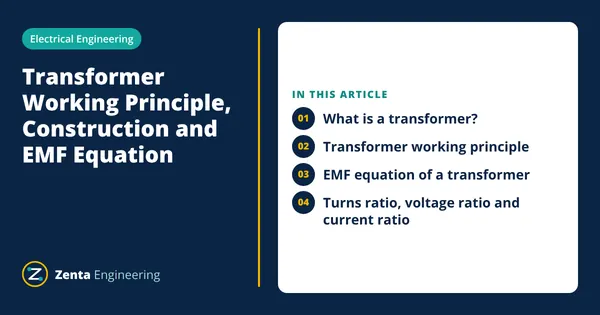 Electrical Engineering
Transformer
Working Principle,
Construction and
EMF Equation
Zenta Engineering
IN THIS ARTICLE
01 What is a transformer?
02 Transformer working principle
03 EMF equation of a transformer
04 Turns ratio, voltage ratio and
current ratio